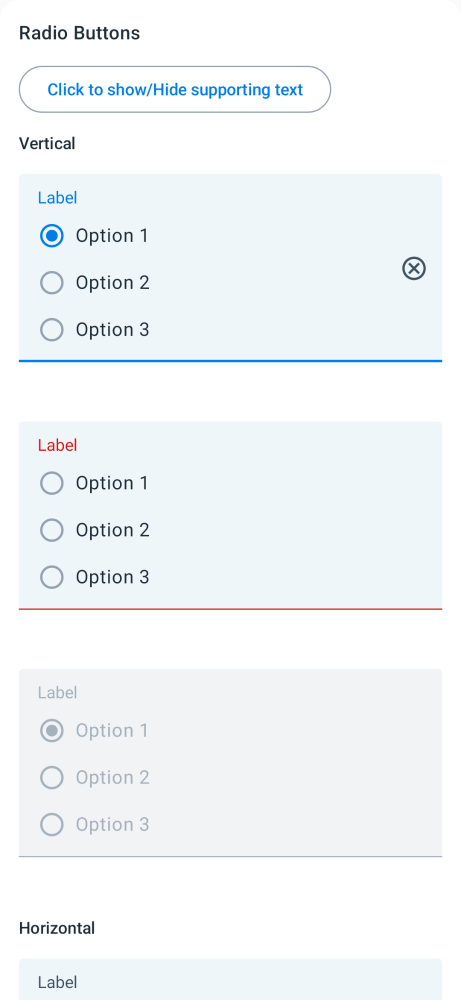 Radio Buttons
Click to show/Hide supporting text
Vertical
Label
Option 1
Option 2
Option 3
Label
Option 1
Option 2
Option 3
Label
Option 1
Option 2
Option 3
Horizontal
Label